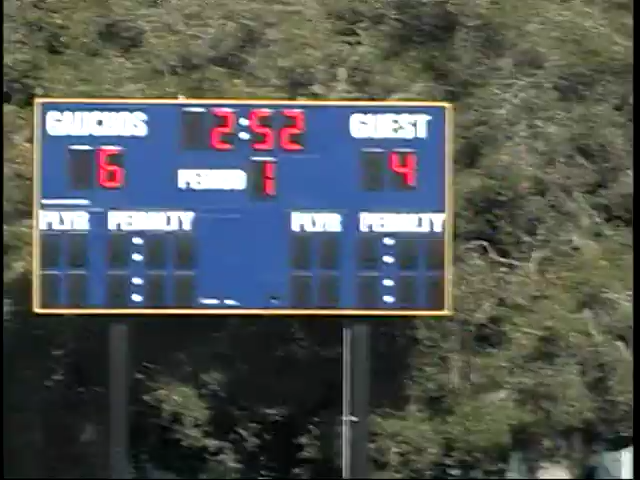 GAUCHOS 2:52 GUEST
6 PERIOD 1 4
PLYR PENALTY PLYR PENALTY